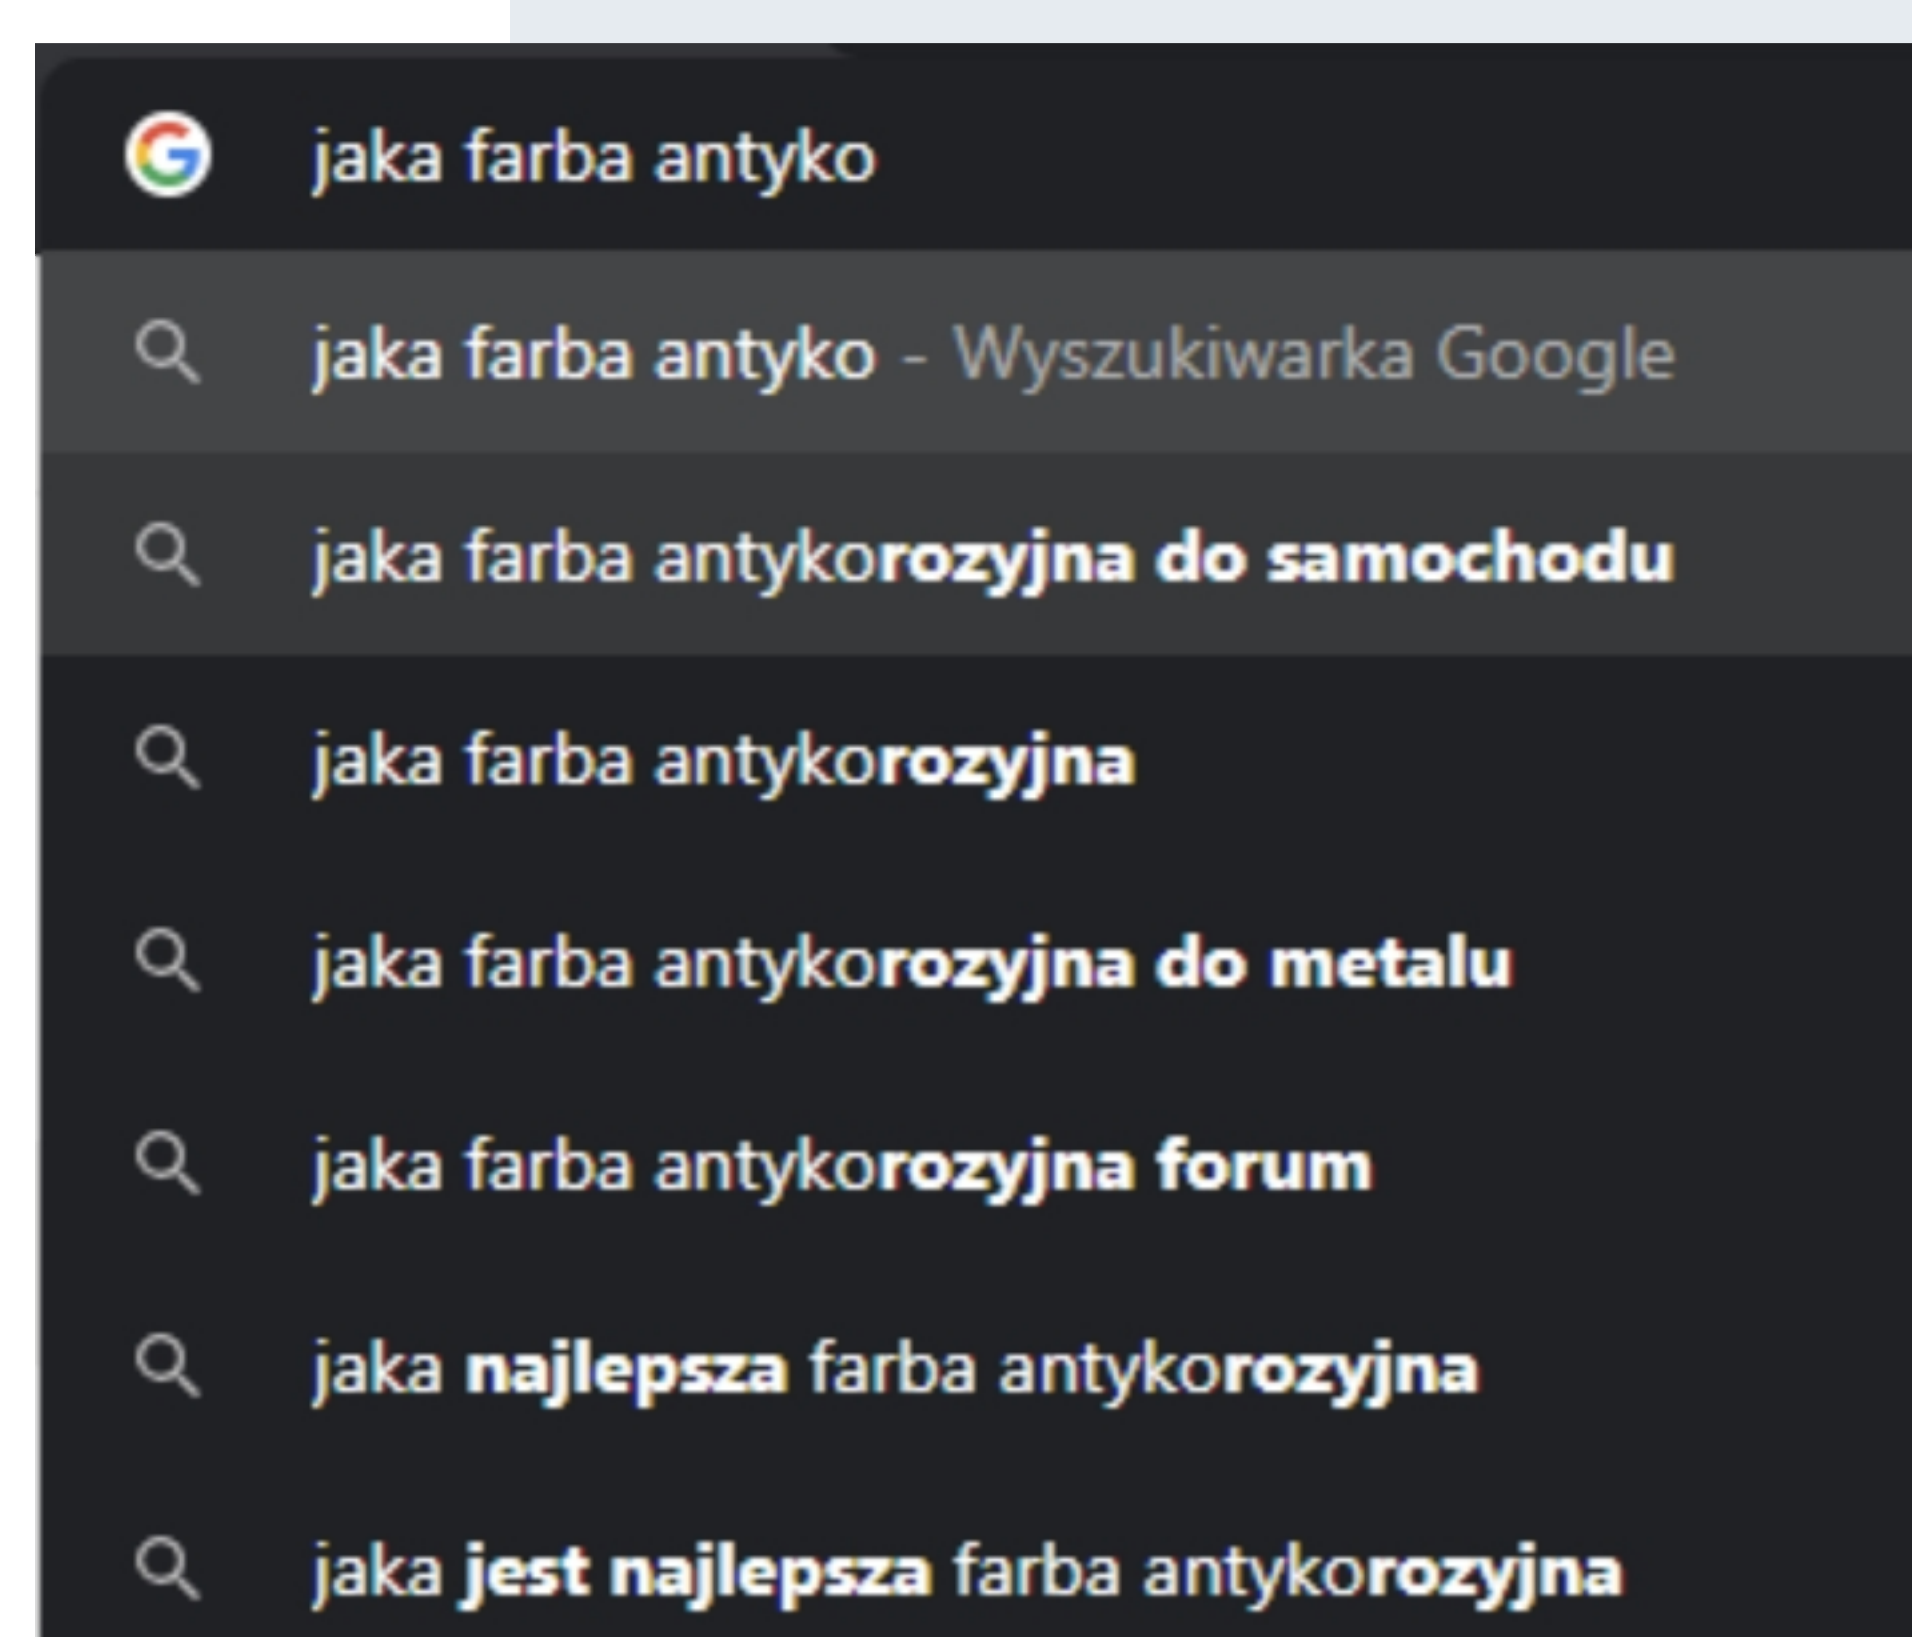 jaka farba antyko
jaka farba antyko - Wyszukiwarka Google
jaka farba antykorozyjna do samochodu
jaka farba antykorozyjna
jaka farba antykorozyjna do metalu
jaka farba antykorozyjna forum
jaka najlepsza farba antykorozyjna
jaka jest najlepsza farba antykorozyjna